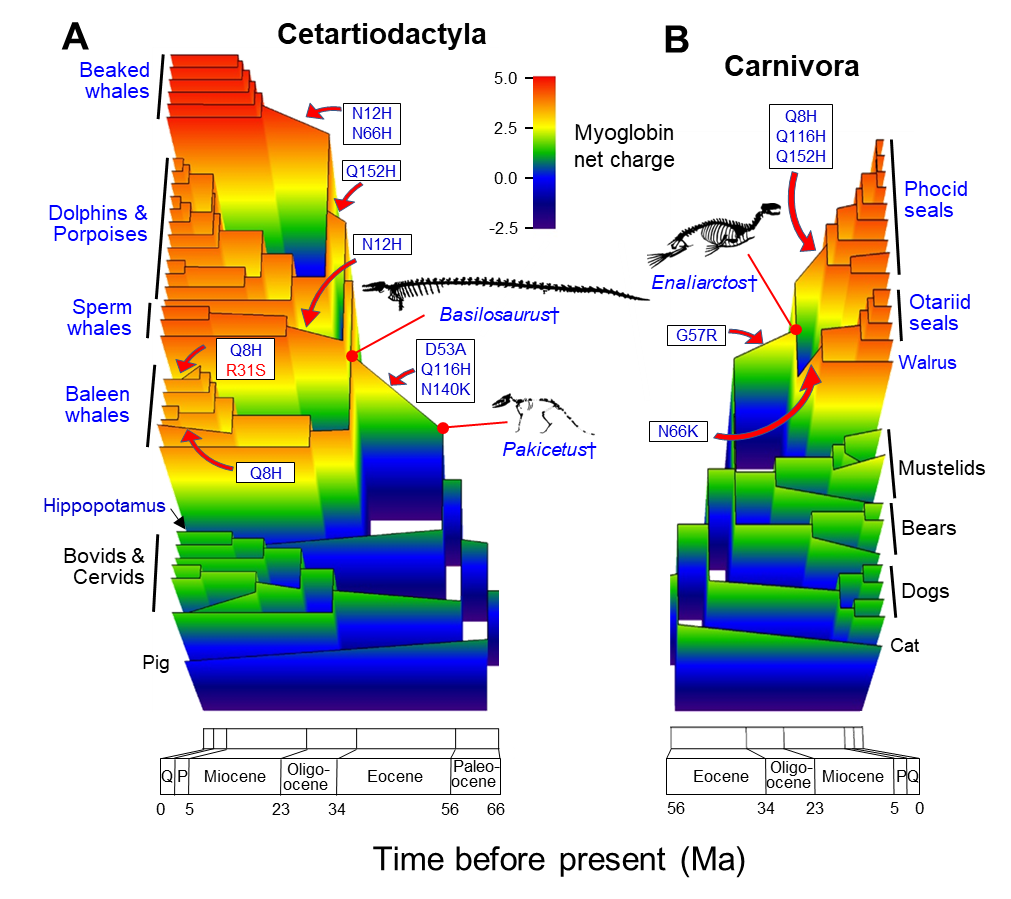 A
Cetartiodactyla
Beaked
whales
Dolphins &
Porpoises
Sperm
whales
Baleen
whales
Hippopotamus
Bovids &
Cervids
Pig
N12H
N66H
Q152H
N12H
Q8H
R31S
Q8H
D53A
Q116H
N140K
Basilosaurus†
Pakicetus†
5.0
2.5
0.0
-2.5
Myoglobin
net charge
B
Carnivora
Q8H
Q116H
Q152H
Enaliarctos†
G57R
N66K
Phocid
seals
Otariid
seals
Walrus
Mustelids
Bears
Dogs
Cat
Q P Miocene Oligo-
ocene Eocene Paleo-
ocene
0 5 23 34 56 66
Eocene Oligo-
ocene Miocene P Q
56 34 23 5 0
Time before present (Ma)